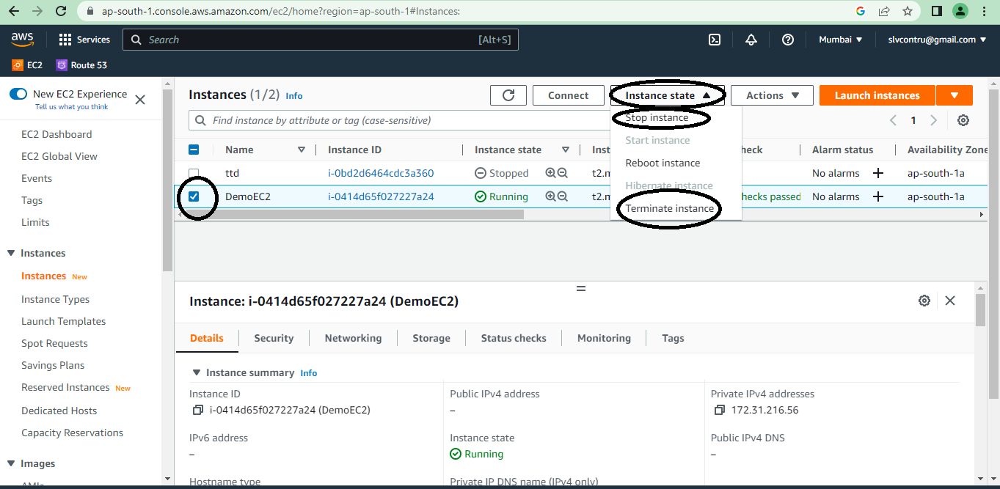 ap-south-1.console.aws.amazon.com/ec2/home?region=ap-south-1#Instances:
aws Services Search [Alt+S] Mumbai ▼ slvcontru@gmail.com ▼
EC2 Route 53
New EC2 Experience
Tell us what you think
EC2 Dashboard
EC2 Global View
Events
Tags
Limits
Instances
Instances New
Instance Types
Launch Templates
Spot Requests
Savings Plans
Reserved Instances New
Dedicated Hosts
Capacity Reservations
Images
AMIs
Instances (1/2) Info
Connect Instance state ▲ Actions ▼ Launch instances ▼
Find instance by attribute or tag (case-sensitive)
1
Stop instance
Start instance
Reboot instance
Hibernate instance
Terminate instance
Name Instance ID Instance state Inst heck Alarm status Availability Zone
ttd i-0bd2d6464cdc3a360 Stopped t2.m No alarms + ap-south-1a
DemoEC2 i-0414d65f027227a24 Running t2.m hecks passed No alarms + ap-south-1a
Instance: i-0414d65f027227a24 (DemoEC2)
Details Security Networking Storage Status checks Monitoring Tags
Instance summary Info
Instance ID
i-0414d65f027227a24 (DemoEC2)
Public IPv4 address
–
Private IPv4 addresses
172.31.216.56
IPv6 address
–
Instance state
Running
Public IPv4 DNS
–
Hostname type
Private IP DNS name (IPv4 only)